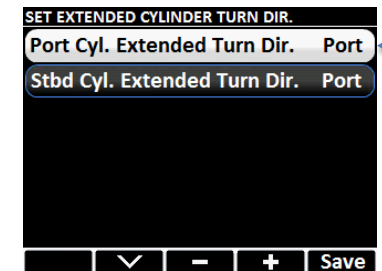 SET EXTENDED CYLINDER TURN DIR.
Port Cyl. Extended Turn Dir. Port
Stbd Cyl. Extended Turn Dir. Port
− + Save